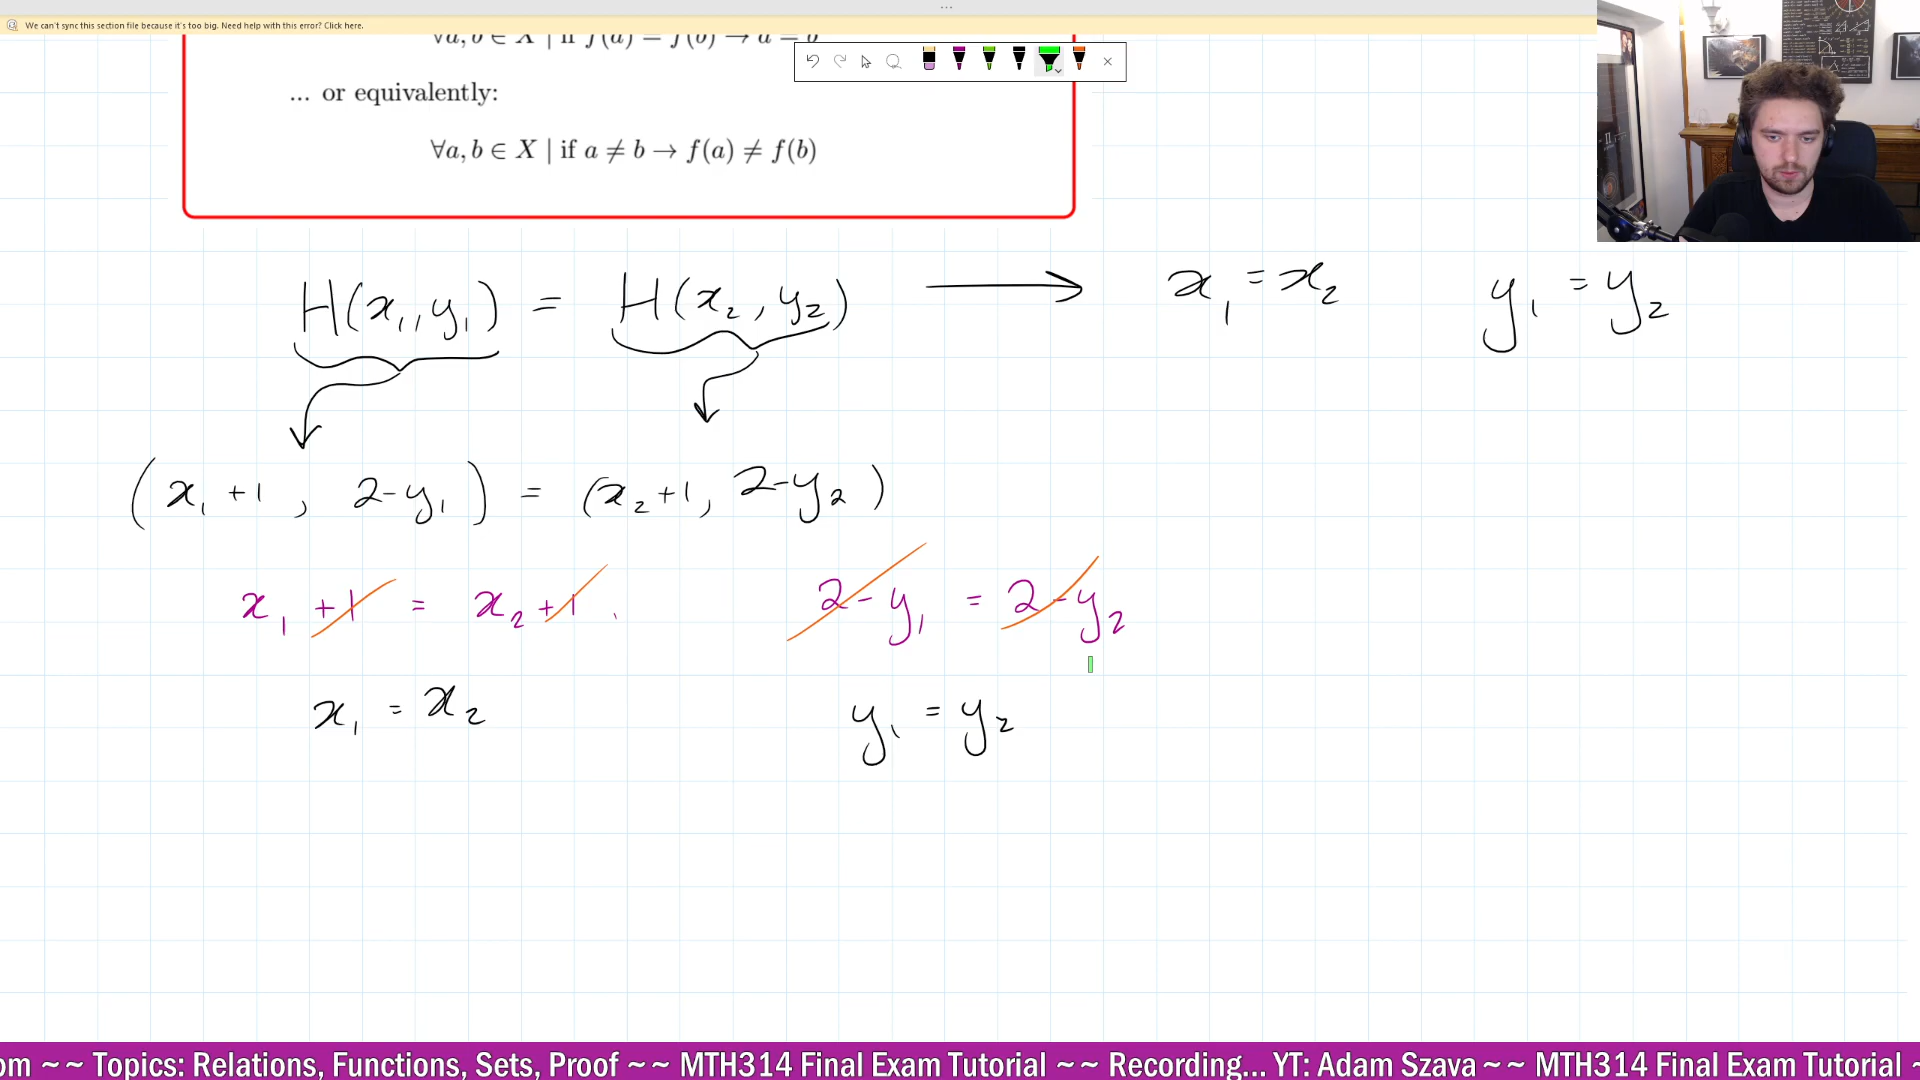 ...
We can't sync this section file because it's too big. Need help with this error? Click here.
∀a, b ∈ X | if f(a) = f(b) → a = b
... or equivalently:
∀a, b ∈ X | if a ≠ b → f(a) ≠ f(b)
H(x₁, y₁) = H(x₂, y₂) → x₁ = x₂ y₁ = y₂
(x₁ + 1, 2 - y₁) = (x₂ + 1, 2 - y₂)
x₁ + 1 = x₂ + 1 2 - y₁ = 2 - y₂
x₁ = x₂ y₁ = y₂
om ~~ Topics: Relations, Functions, Sets, Proof ~~ MTH314 Final Exam Tutorial ~~ Recording... YT: Adam Szava ~~ MTH314 Final Exam Tutorial ~